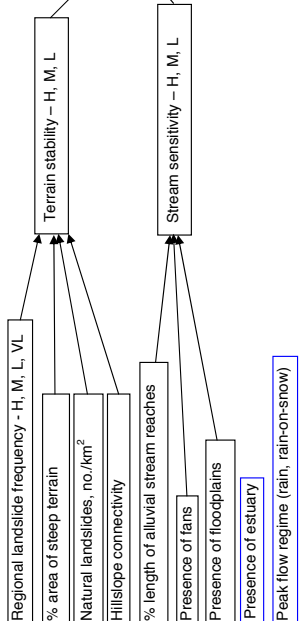 Regional landslide frequency - H, M, L, VL
% area of steep terrain
Natural landslides, no./km²
Hillslope connectivity
% length of alluvial stream reaches
Presence of fans
Presence of floodplains
Presence of estuary
Peak flow regime (rain, rain-on-snow)
Terrain stability – H, M, L
Stream sensitivity – H, M, L